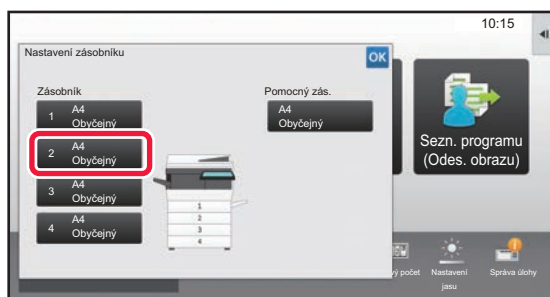 10:15
Nastavení zásobníku
OK
Zásobník
1 A4
Obyčejný
2 A4
Obyčejný
3 A4
Obyčejný
4 A4
Obyčejný
Pomocný zás.
A4
Obyčejný
1
2
3
4
Sezn. programu
(Odes. obrazu)
počet
Nastavení
jasu
Správa úlohy